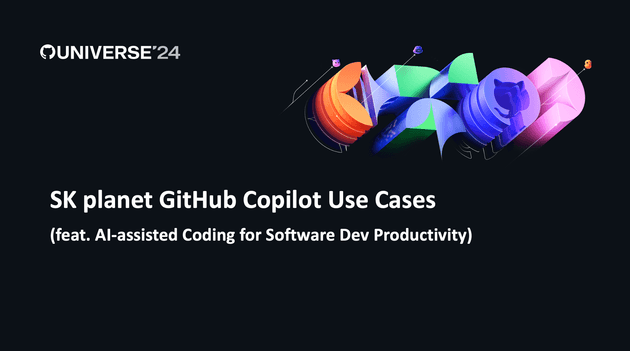 UNIVERSE'24
SK planet GitHub Copilot Use Cases
(feat. AI-assisted Coding for Software Dev Productivity)